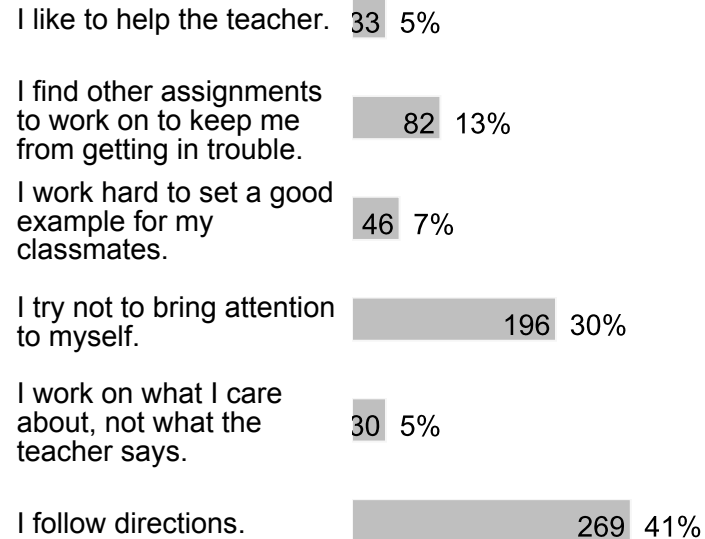 I like to help the teacher. 33 5%
I find other assignments
to work on to keep me
from getting in trouble.
82 13%
I work hard to set a good
example for my
classmates.
46 7%
I try not to bring attention
to myself.
196 30%
I work on what I care
about, not what the
teacher says.
30 5%
I follow directions. 269 41%